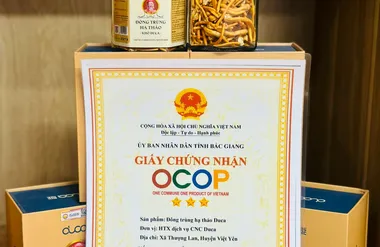 ĐÔNG TRÙNG
HẠ THẢO
CỘNG HÒA XÃ HỘI CHỦ NGHĨA VIỆT NAM
Độc lập - Tự do - Hạnh phúc
ỦY BAN NHÂN DÂN TỈNH BẮC GIANG
GIẤY CHỨNG NHẬN
OCOP
ONE COMMUNE ONE PRODUCT OF VIETNAM
Sản phẩm: Đông trùng hạ thảo Duca
Đơn vị: HTX dịch vụ CNC Duca
Địa chỉ: Xã Thượng Lan, Huyện Việt Yên